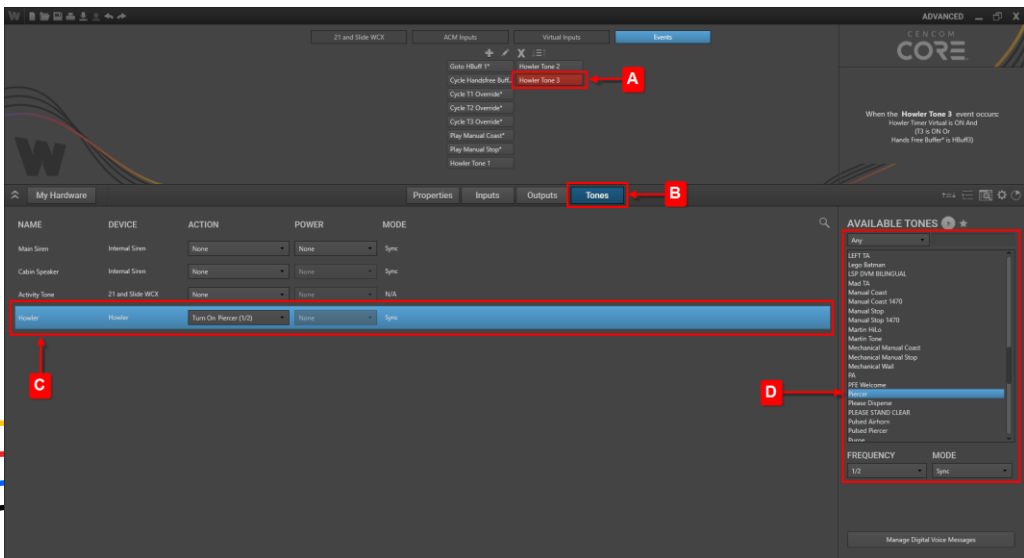 W
ADVANCED
21 and Slide WCX
ACM Inputs
Virtual Inputs
Events
CENCOM
CORE
Goto HBuff 1*
Howler Tone 2
Cycle Handsfree Buff...
Howler Tone 3
A
Cycle T1 Override*
Cycle T2 Override*
Cycle T3 Override*
Play Manual Coast*
Play Manual Stop*
Howler Tone 1
When the Howler Tone 3 event occurs:
Howler Timer Virtual is ON And
(T3 is ON Or
Hands Free Buffer* is HBuff3)
W
My Hardware
Properties
Inputs
Outputs
Tones
B
NAME
DEVICE
ACTION
POWER
MODE
Main Siren
Internal Siren
None
None
Sync
Cabin Speaker
Internal Siren
None
None
Sync
Activity Tone
21 and Slide WCX
None
None
N/A
Howler
Howler
Turn On Piercer (1/2)
None
Sync
C
AVAILABLE TONES
Any
LEFT TA
Lego Batman
LSP DVM BILINGUAL
Mad TA
Manual Coast
Manual Coast 1470
Manual Stop
Manual Stop 1470
Martin HiLo
Martin Tone
Mechanical Manual Coast
Mechanical Manual Stop
Mechanical Wail
PA
PFE Welcome
Piercer
Please Dispense
PLEASE STAND CLEAR
Pulsed Airhorn
Pulsed Piercer
Purge
D
FREQUENCY
MODE
1/2
Sync
Manage Digital Voice Messages